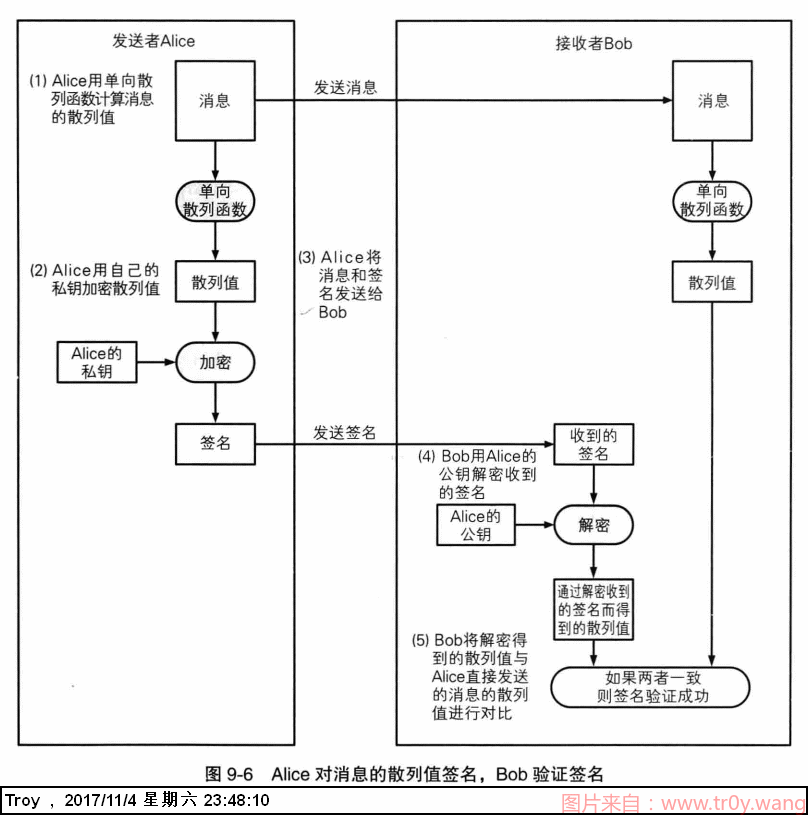 发送者Alice
接收者Bob
(1) Alice用单向散
列函数计算消息
的散列值
消息
发送消息
消息
单向
散列函数
单向
散列函数
(2) Alice用自己的
私钥加密散列值
散列值
(3) Alice将
消息和签
名发送给
Bob
散列值
Alice的
私钥
加密
签名
发送签名
收到的
签名
(4) Bob用Alice的
公钥解密收到
的签名
Alice的
公钥
解密
通过解密收到
的签名而得
到的散列值
(5) Bob将解密得
到的散列值与
Alice直接发送
的消息的散列
值进行对比
如果两者一致
则签名验证成功
图 9-6 Alice 对消息的散列值签名，Bob 验证签名
Troy , 2017/11/4 星期六 23:48:10
图片来自：www.tr0y.wang